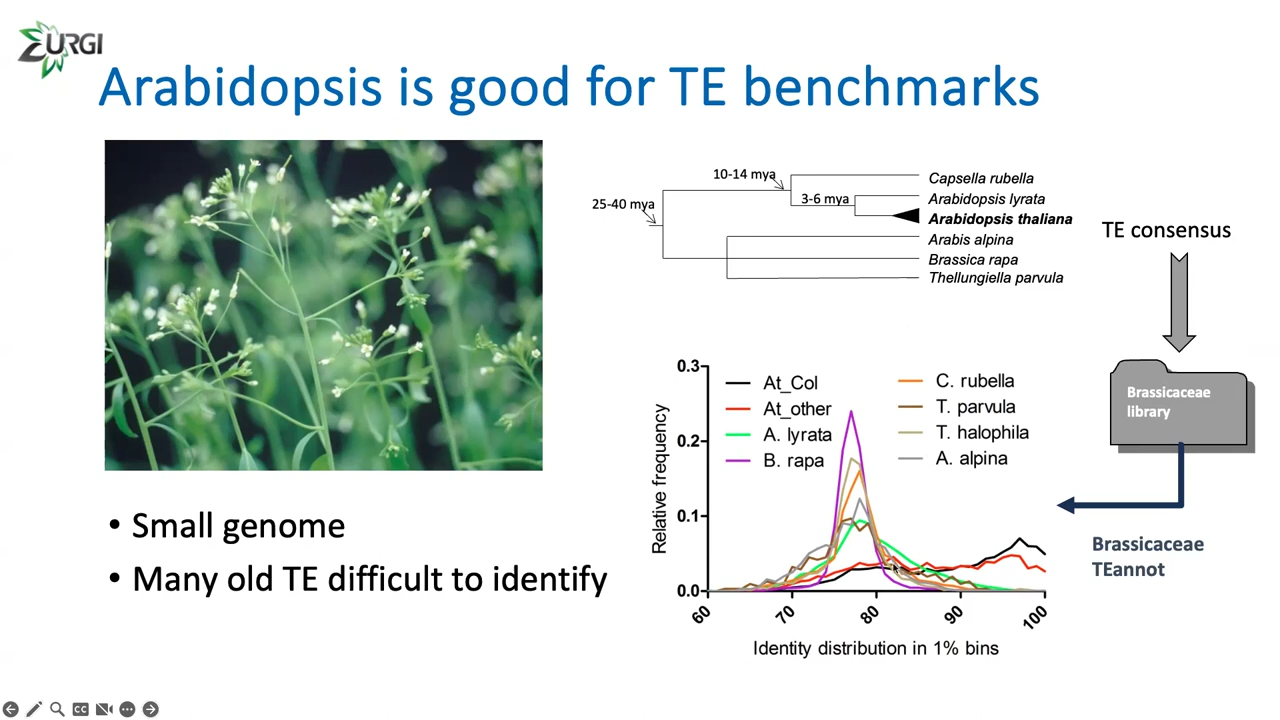 URGI
Arabidopsis is good for TE benchmarks
10-14 mya
3-6 mya
25-40 mya
Capsella rubella
Arabidopsis lyrata
Arabidopsis thaliana
Arabis alpina
Brassica rapa
Thellungiella parvula
TE consensus
Brassicaceae
library
Brassicaceae
TEannot
0.3
0.2
0.1
0.0
Relative frequency
At_Col
At_other
A. lyrata
B. rapa
C. rubella
T. parvula
T. halophila
A. alpina
60
70
80
90
100
Identity distribution in 1% bins
• Small genome
• Many old TE difficult to identify
CC